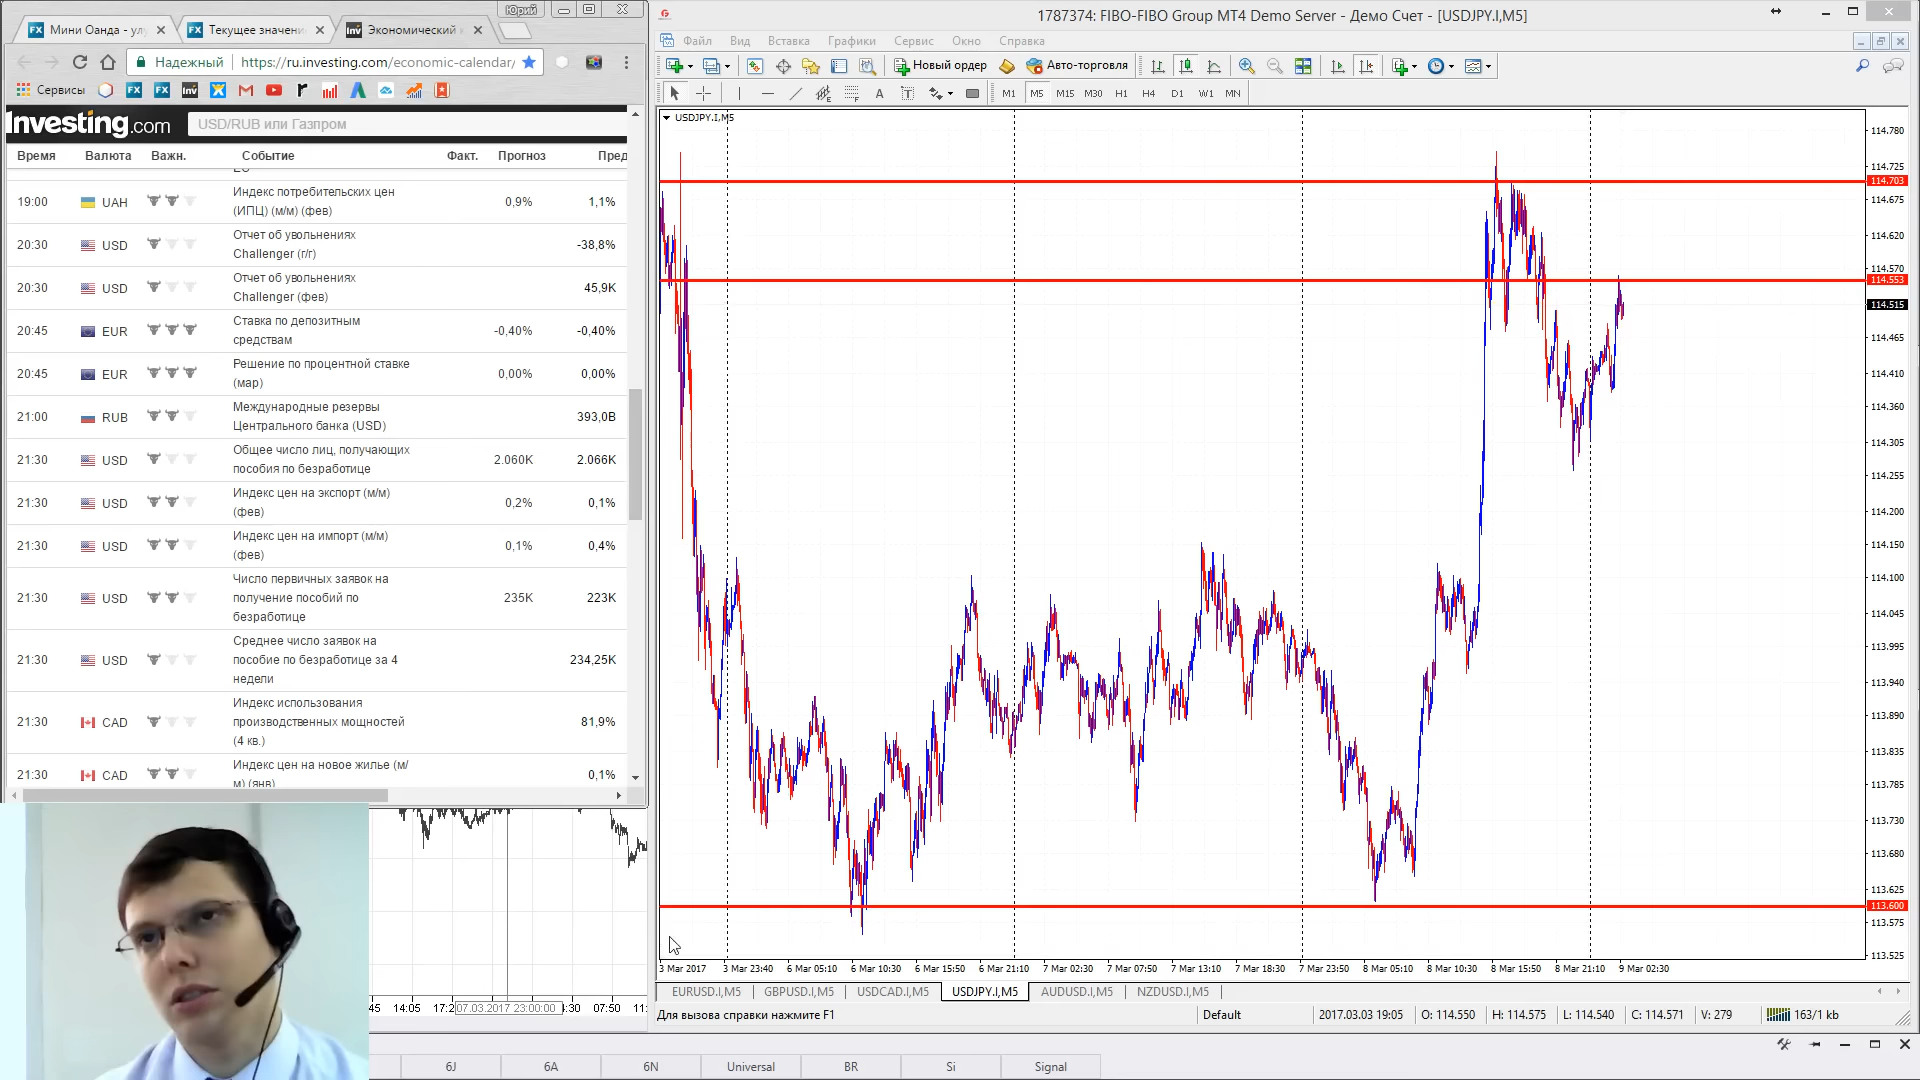 Юрий
Мини Оанда - ул
Текущее значени
Экономический
Надежный
https://ru.investing.com/economic-calendar/
Сервисы
Investing.com
USD/RUB или Газпром
Время Валюта Важн. Событие Факт. Прогноз Пред
19:00 UAH Индекс потребительских цен (ИПЦ) (м/м) (фев) 0,9% 1,1%
20:30 USD Отчет об увольнениях Challenger (г/г) -38,8%
20:30 USD Отчет об увольнениях Challenger (фев) 45,9K
20:45 EUR Ставка по депозитным средствам -0,40% -0,40%
20:45 EUR Решение по процентной ставке (мар) 0,00% 0,00%
21:00 RUB Международные резервы Центрального банка (USD) 393,0B
21:30 USD Общее число лиц, получающих пособия по безработице 2.060K 2.066K
21:30 USD Индекс цен на экспорт (м/м) (фев) 0,2% 0,1%
21:30 USD Индекс цен на импорт (м/м) (фев) 0,1% 0,4%
21:30 USD Число первичных заявок на получение пособий по безработице 235K 223K
21:30 USD Среднее число заявок на пособие по безработице за 4 недели 234,25K
21:30 CAD Индекс использования производственных мощностей (4 кв.) 81,9%
21:30 CAD Индекс цен на новое жилье (м/м) (янв) 0,1%
14:05 17:2 07.03.2017 23:00:00 4:30 07:50
6J 6A 6N Universal BR Si Signal
1787374: FIBO-FIBO Group MT4 Demo Server - Демо Счет - [USDJPY.I,M5]
Файл Вид Вставка Графики Сервис Окно Справка
Новый ордер Авто-торговля
A T M1 M5 M15 M30 H1 H4 D1 W1 MN
USDJPY.I,M5
114.780
114.725
114.703
114.675
114.620
114.570
114.553
114.515
114.465
114.410
114.360
114.305
114.255
114.200
114.150
114.100
114.045
113.995
113.940
113.890
113.835
113.785
113.730
113.680
113.625
113.600
113.575
113.525
3 Mar 2017 3 Mar 23:40 6 Mar 05:10 6 Mar 10:30 6 Mar 15:50 6 Mar 21:10 7 Mar 02:30 7 Mar 07:50 7 Mar 13:10 7 Mar 18:30 7 Mar 23:50 8 Mar 05:10 8 Mar 10:30 8 Mar 15:50 8 Mar 21:10 9 Mar 02:30
EURUSD.I,M5 GBPUSD.I,M5 USDCAD.I,M5 USDJPY.I,M5 AUDUSD.I,M5 NZDUSD.I,M5
Для вызова справки нажмите F1 Default 2017.03.03 19:05 O: 114.550 H: 114.575 L: 114.540 C: 114.571 V: 279 163/1 kb